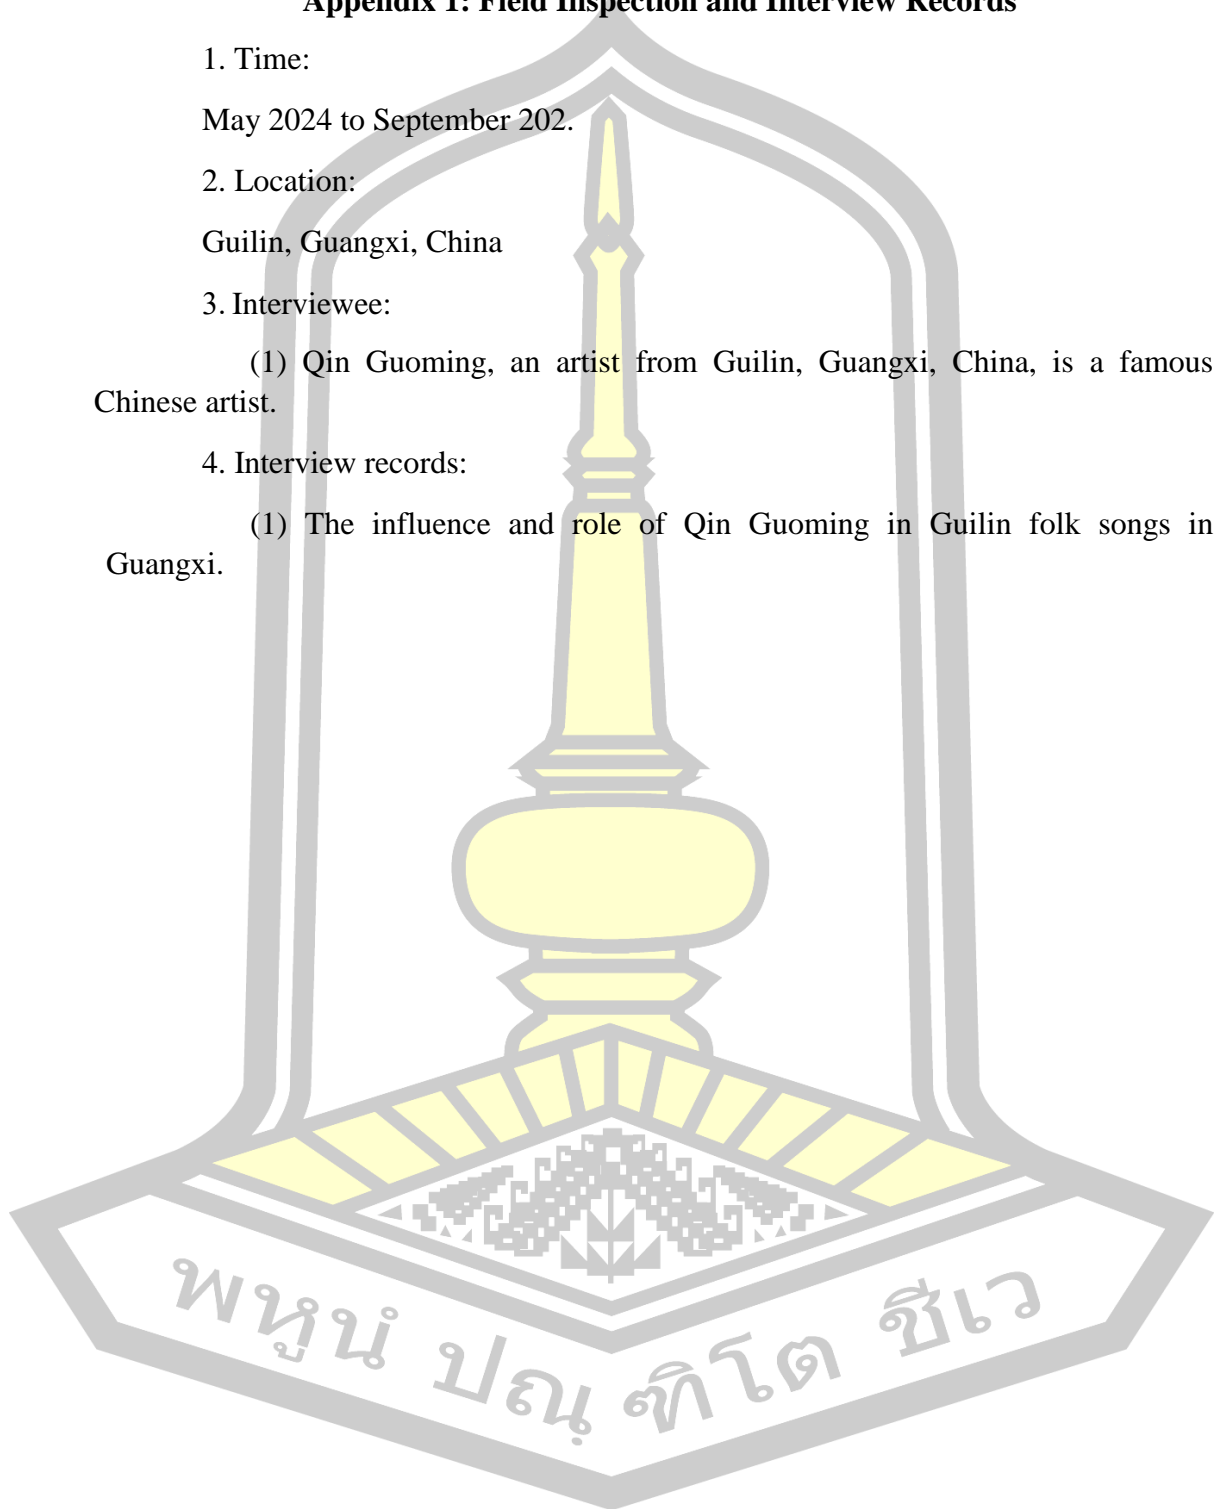 Appendix 1: Field Inspection and Interview Records
1. Time:
May 2024 to September 202.
2. Location:
Guilin, Guangxi, China
3. Interviewee:
(1) Qin Guoming, an artist from Guilin, Guangxi, China, is a famous
Chinese artist.
4. Interview records:
(1) The influence and role of Qin Guoming in Guilin folk songs in
Guangxi.
พหูนํ ปณฺฑิโต ชีเว